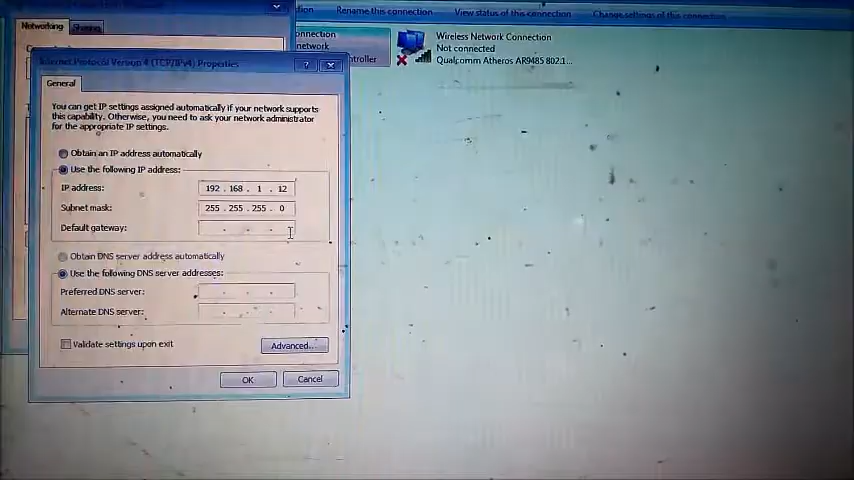 Rename this connection
View status of this connection
Change settings of this connection
Networking
Sharing
Wireless Network Connection
Not connected
Qualcomm Atheros AR9485 802.1...
Internet Protocol Version 4 (TCP/IPv4) Properties
General
You can get IP settings assigned automatically if your network supports
this capability. Otherwise, you need to ask your network administrator
for the appropriate IP settings.
Obtain an IP address automatically
Use the following IP address:
IP address:
192 . 168 . 1 . 12
Subnet mask:
255 . 255 . 255 . 0
Default gateway:
Obtain DNS server address automatically
Use the following DNS server addresses:
Preferred DNS server:
Alternate DNS server:
Validate settings upon exit
Advanced...
OK
Cancel